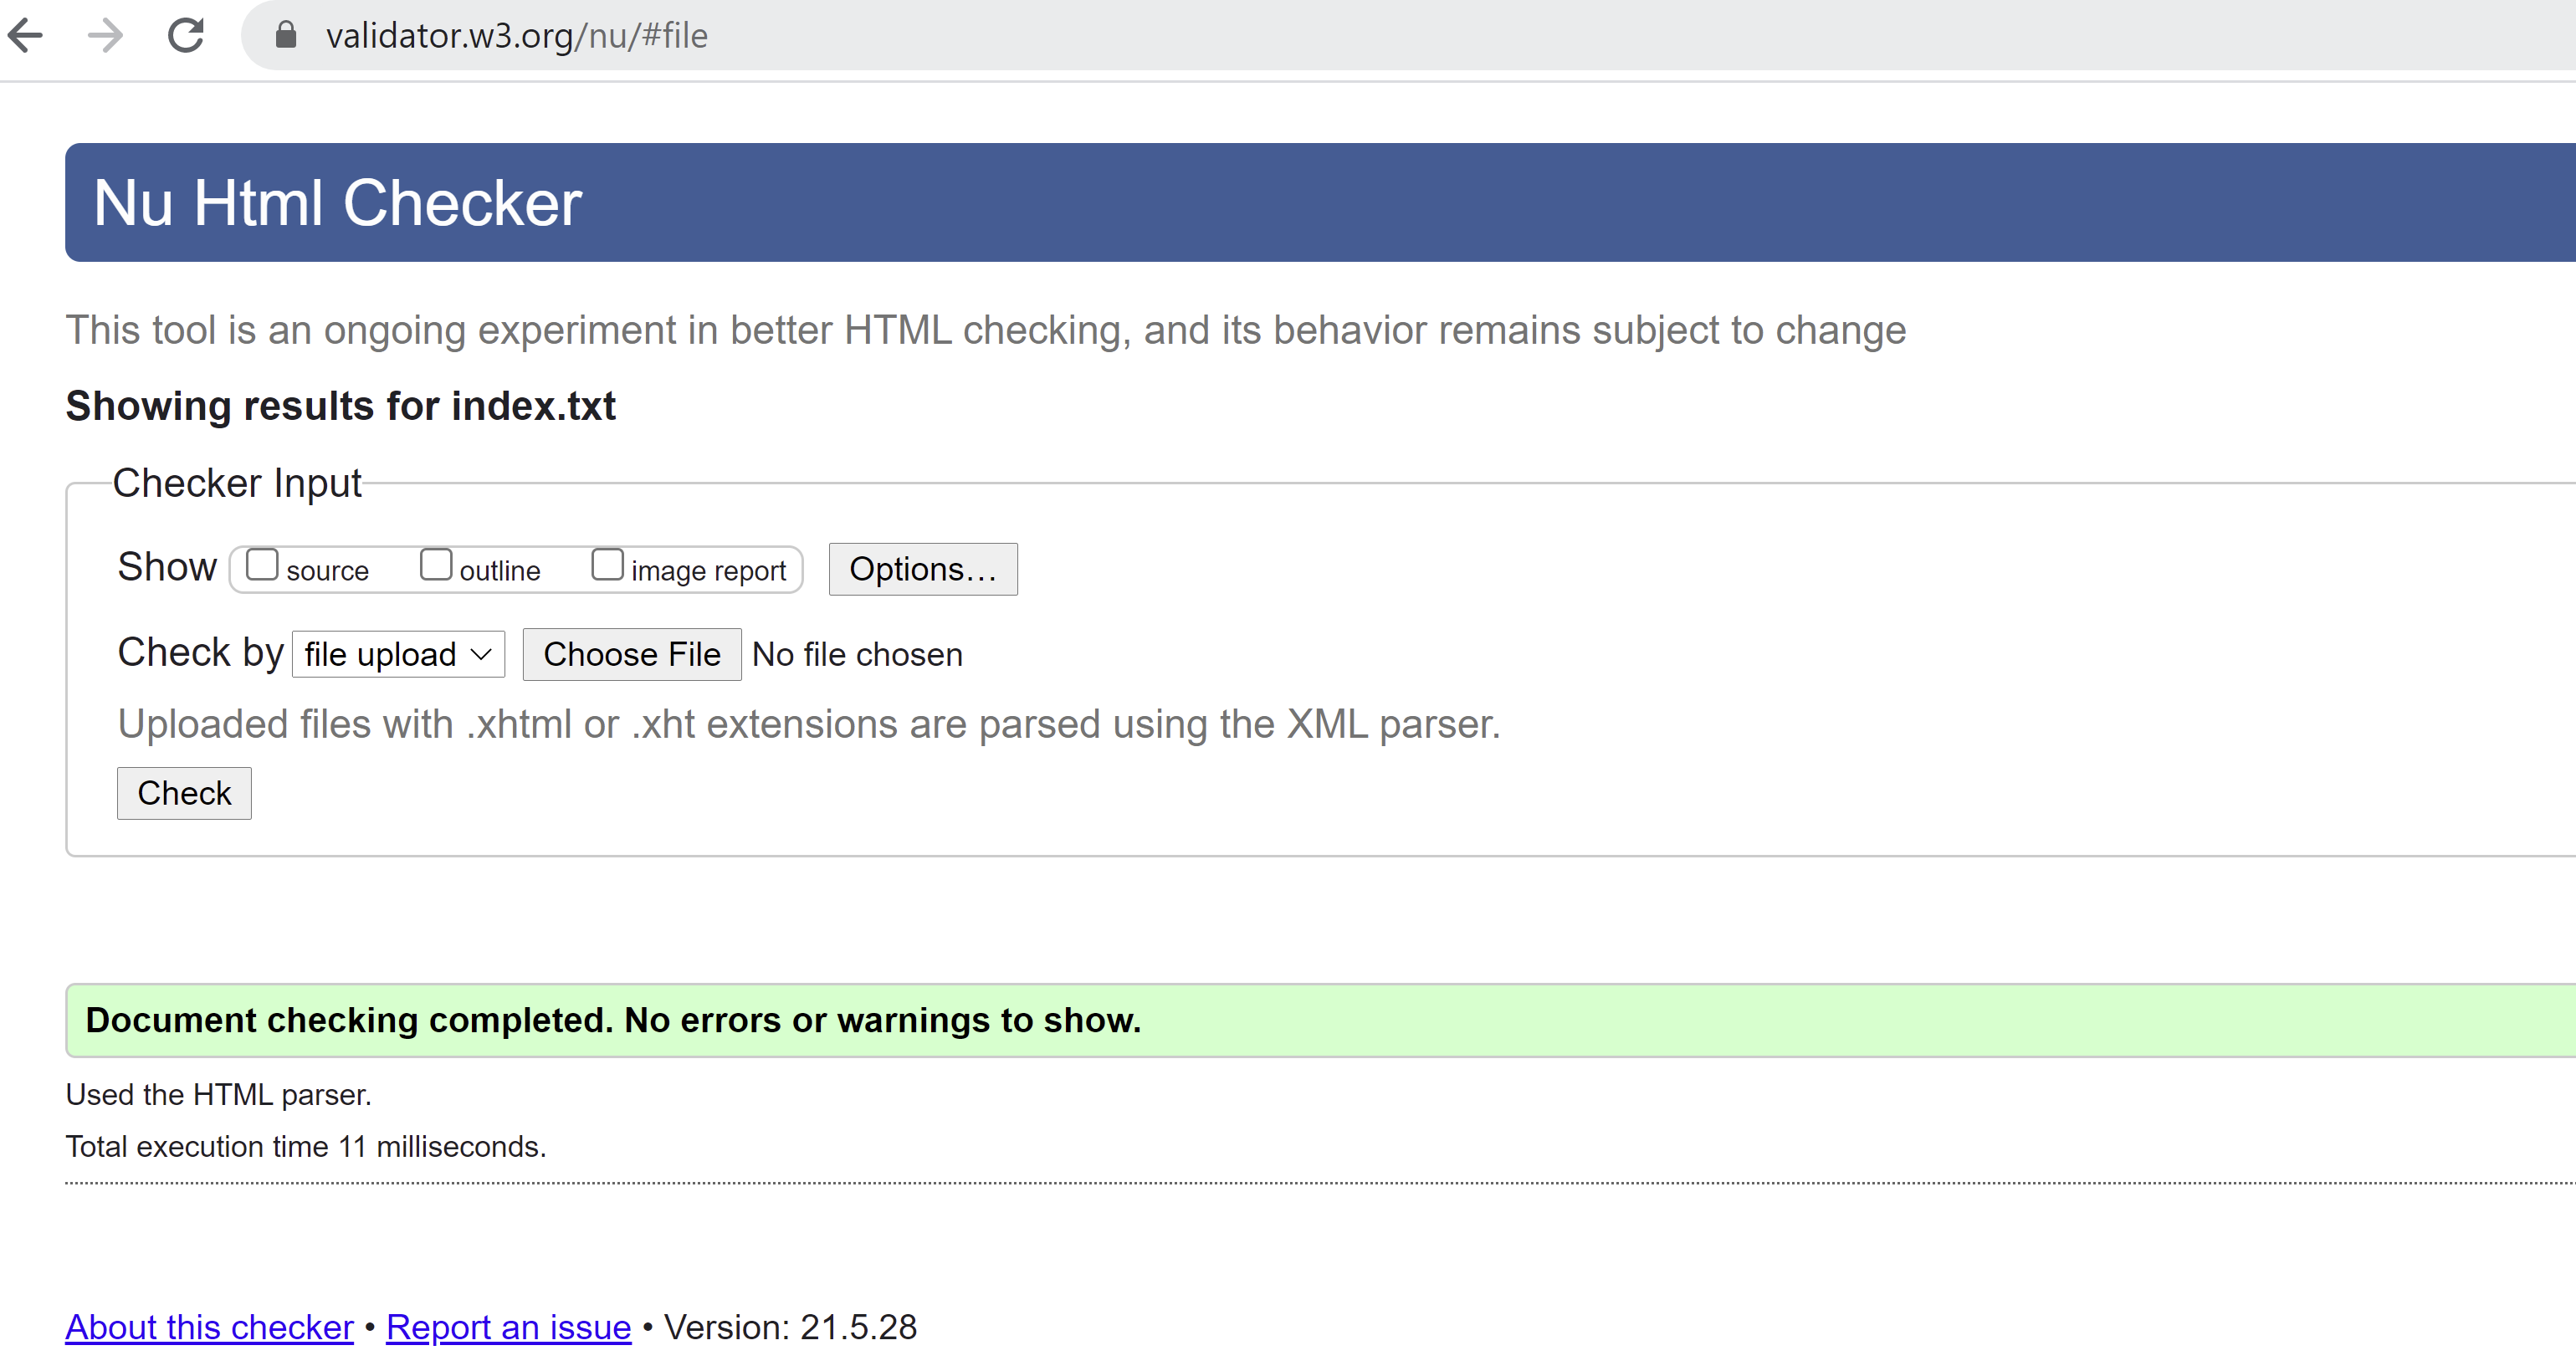 validator.w3.org/nu/#file
Nu Html Checker
This tool is an ongoing experiment in better HTML checking, and its behavior remains subject to change
Showing results for index.txt
Checker Input
Show source outline image report Options…
Check by file upload Choose File No file chosen
Uploaded files with .xhtml or .xht extensions are parsed using the XML parser.
Check
Document checking completed. No errors or warnings to show.
Used the HTML parser.
Total execution time 11 milliseconds.
About this checker • Report an issue • Version: 21.5.28